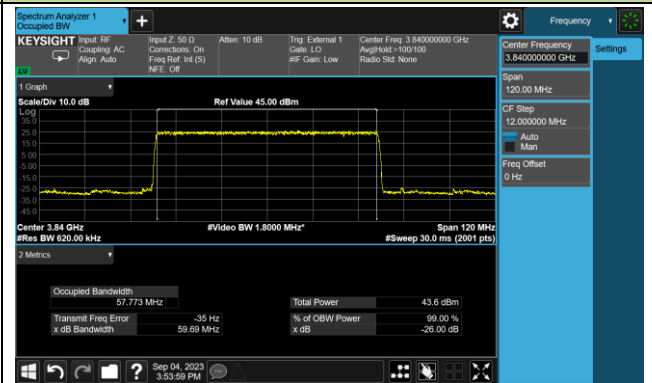 Spectrum Analyzer 1
Occupied BW
Frequency
KEYSIGHT
Input: RF
Coupling: AC
Align: Auto
Input Z: 50 Ω
Corrections: On
Freq Ref: Int (S)
NFE: Off
Atten: 10 dB
Trig: External 1
Gate: LO
#IF Gain: Low
Center Freq: 3.840000000 GHz
Avg|Hold:>100/100
Radio Std: None
Center Frequency
3.840000000 GHz
Settings
Span
120.00 MHz
CF Step
12.000000 MHz
Auto
Man
Freq Offset
0 Hz
1 Graph
Scale/Div 10.0 dB
Ref Value 45.00 dBm
Log
35.0
25.0
15.0
5.00
-5.00
-15.0
-25.0
-35.0
-45.0
Center 3.84 GHz
#Video BW 1.8000 MHz*
Span 120 MHz
#Res BW 620.00 kHz
#Sweep 30.0 ms (2001 pts)
2 Metrics
Occupied Bandwidth
57.773 MHz
Total Power
43.6 dBm
Transmit Freq Error
-35 Hz
% of OBW Power
99.00 %
x dB Bandwidth
59.69 MHz
x dB
-26.00 dB
?
Sep 04, 2023
3:53:59 PM